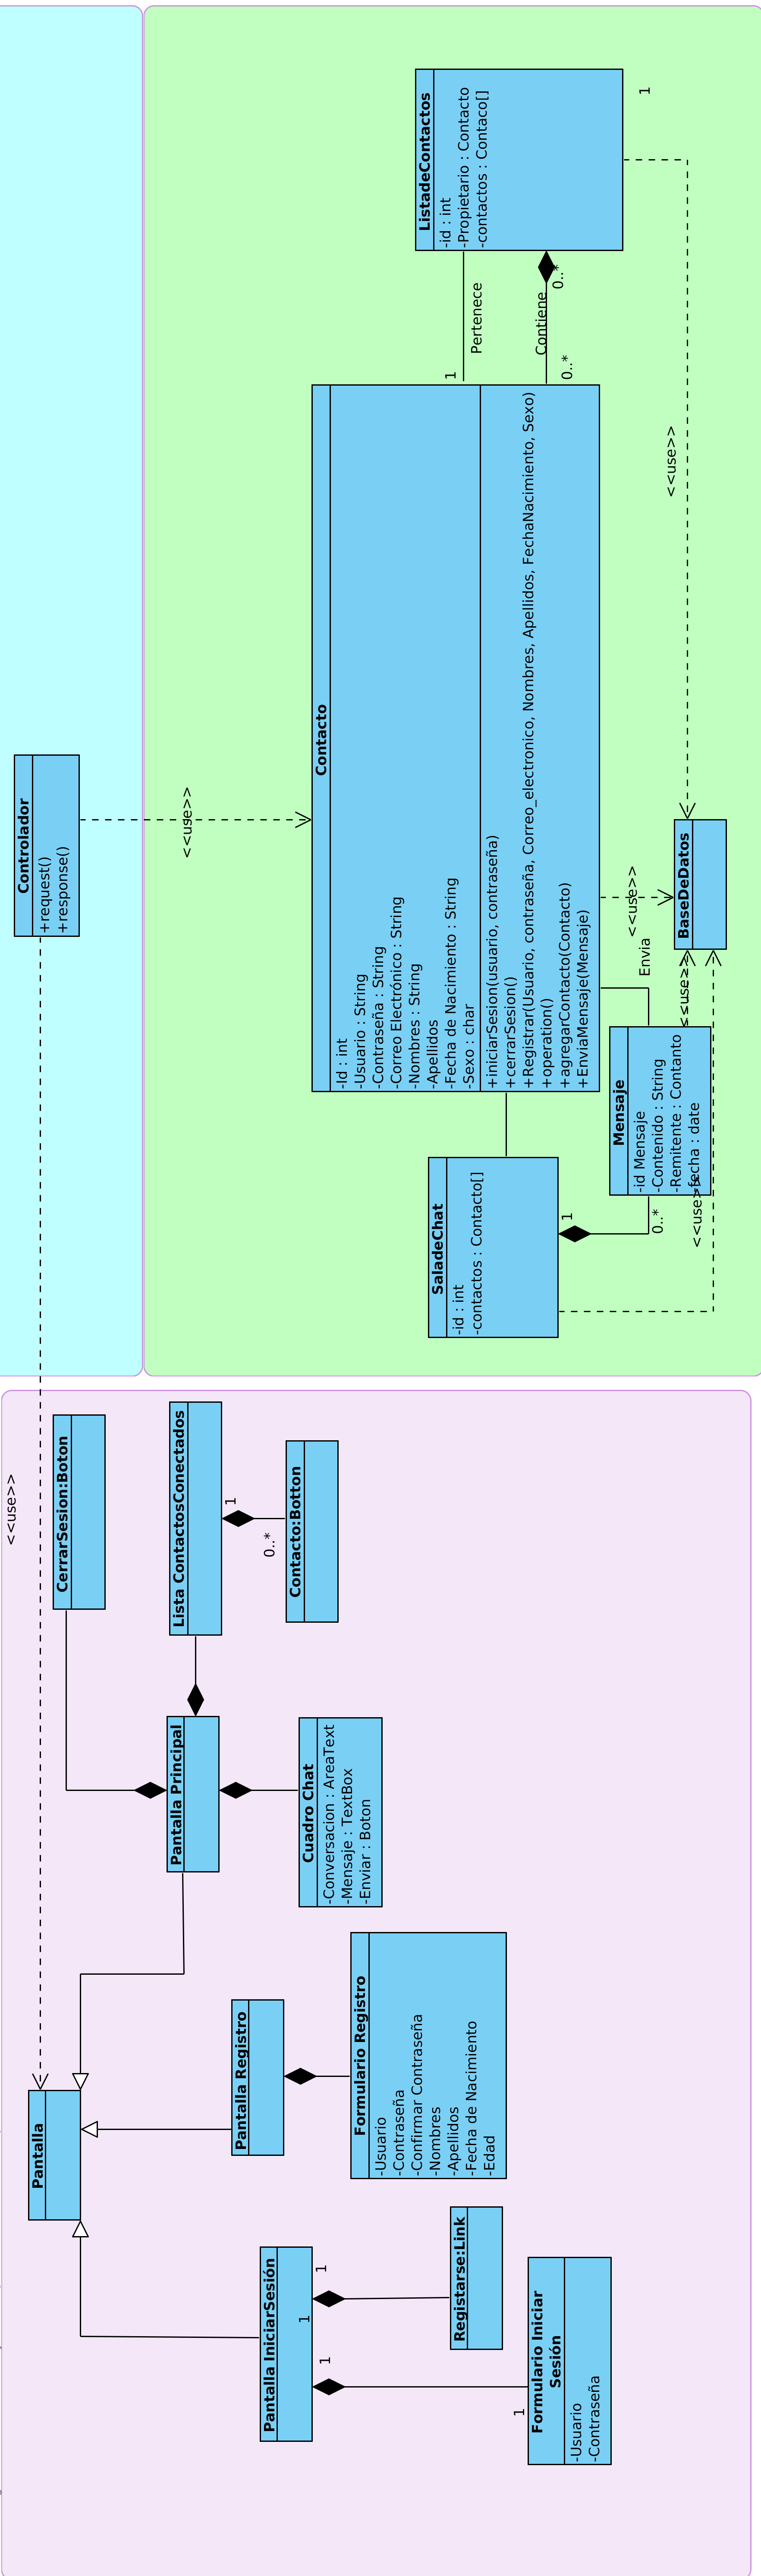 <<use>>
Pantalla
Pantalla IniciarSesión
1
1
1
1
Formulario Iniciar
Sesión
-Usuario
-Contraseña
Registarse:Link
Pantalla Registro
Formulario Registro
-Usuario
-Contraseña
-Confirmar Contraseña
-Nombres
-Apellidos
-Fecha de Nacimiento
-Edad
Pantalla Principal
Cuadro Chat
-Conversacion : AreaText
-Mensaje : TextBox
-Enviar : Boton
CerrarSesion:Boton
Lista ContactosConectados
1
0..*
Contacto:Botton
Controlador
+request()
+response()
<<use>>
Contacto
-Id : int
-Usuario : String
-Contraseña : String
-Correo Electrónico : String
-Nombres : String
-Apellidos
-Fecha de Nacimiento : String
-Sexo : char
+iniciarSesion(usuario, contraseña)
+cerrarSesion()
+Registrar(Usuario, contraseña, Correo_electronico, Nombres, Apellidos, FechaNacimiento, Sexo)
+operation()
+agregarContacto(Contacto)
+EnviaMensaje(Mensaje)
SaladeChat
-id : int
-contactos : Contacto[]
1
0..*
Mensaje
-id Mensaje
-Contenido : String
-Remitente : Contanto
-fecha : date
<<use>>
<<use>>
Envia
<<use>>
BaseDeDatos
<<use>>
ListadeContactos
-id : int
-Propietario : Contacto
-contactos : Contaco[]
1
Pertenece
1
Contiene
0..*
0..*